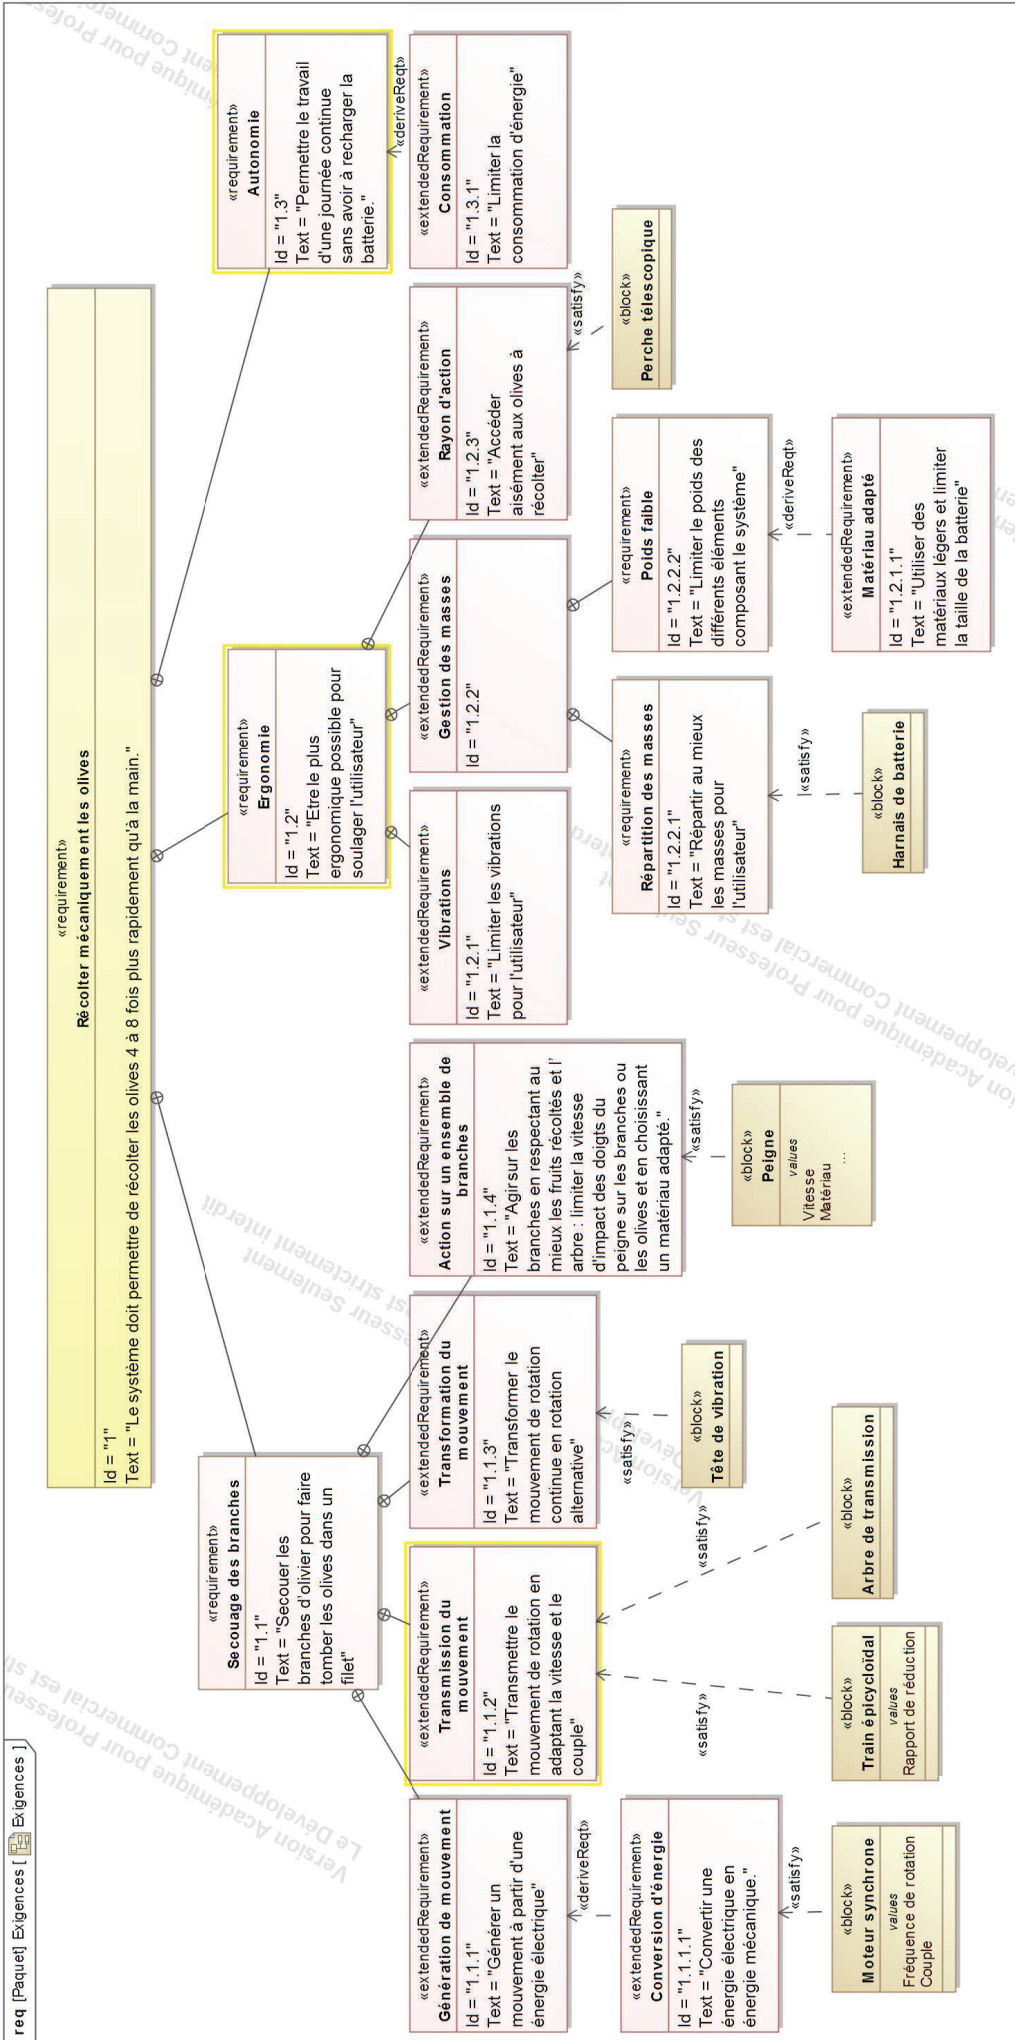 req [Paquet] Exigences [ Exigences ]
«requirement»
Récolter mécaniquement les olives
Id = "1"
Text = "Le système doit permettre de récolter les olives 4 à 8 fois plus rapidement qu'à la main."
«requirement»
Secouage des branches
Id = "1.1"
Text = "Secouer les
branches d'olivier pour faire
tomber les olives dans un
filet"
«requirement»
Ergonomie
Id = "1.2"
Text = "Etre le plus
ergonomique possible pour
soulager l'utilisateur"
«requirement»
Autonomie
Id = "1.3"
Text = "Permettre le travail
d'une journée continue
sans avoir à recharger la
batterie."
«extendedRequirement»
Génération de mouvement
Id = "1.1.1"
Text = "Générer un
mouvement à partir d'une
énergie électrique"
«extendedRequirement»
Transmission du
mouvement
Id = "1.1.2"
Text = "Transmettre le
mouvement de rotation en
adaptant la vitesse et le
couple"
«extendedRequirement»
Transformation du
mouvement
Id = "1.1.3"
Text = "Transformer le
mouvement de rotation
continue en rotation
alternative"
«extendedRequirement»
Action sur un ensemble de
branches
Id = "1.1.4"
Text = "Agir sur les
branches en respectant au
mieux les fruits récoltés et l'
arbre : limiter la vitesse
d'impact des doigts du
peigne sur les branches ou
les olives et en choisissant
un matériau adapté."
«extendedRequirement»
Vibrations
Id = "1.2.1"
Text = "Limiter les vibrations
pour l'utilisateur"
«extendedRequirement»
Gestion des masses
Id = "1.2.2"
«extendedRequirement»
Rayon d'action
Id = "1.2.3"
Text = "Accéder
aisément aux olives à
récolter"
«deriveReqt»
«extendedRequirement»
Consommation
Id = "1.3.1"
Text = "Limiter la
consommation d'énergie"
«deriveReqt»
«extendedRequirement»
Conversion d'énergie
Id = "1.1.1.1"
Text = "Convertir une
énergie électrique en
énergie mécanique."
«satisfy»
«block»
Moteur synchrone
values
Fréquence de rotation
Couple
«satisfy»
«block»
Train épicycloïdal
values
Rapport de réduction
«satisfy»
«block»
Arbre de transmission
«satisfy»
«block»
Tête de vibration
«satisfy»
«block»
Peigne
values
Vitesse
Matériau
...
«requirement»
Répartition des masses
Id = "1.2.2.1"
Text = "Répartir au mieux
les masses pour
l'utilisateur"
«satisfy»
«block»
Harnais de batterie
«requirement»
Poids faible
Id = "1.2.2.2"
Text = "Limiter le poids des
différents éléments
composant le système"
«deriveReqt»
«extendedRequirement»
Matériau adapté
Id = "1.2.1.1"
Text = "Utiliser des
matériaux légers et limiter
la taille de la batterie"
«satisfy»
«block»
Perche télescopique
Version Académique pour Professeur
Le Développement Commercial est